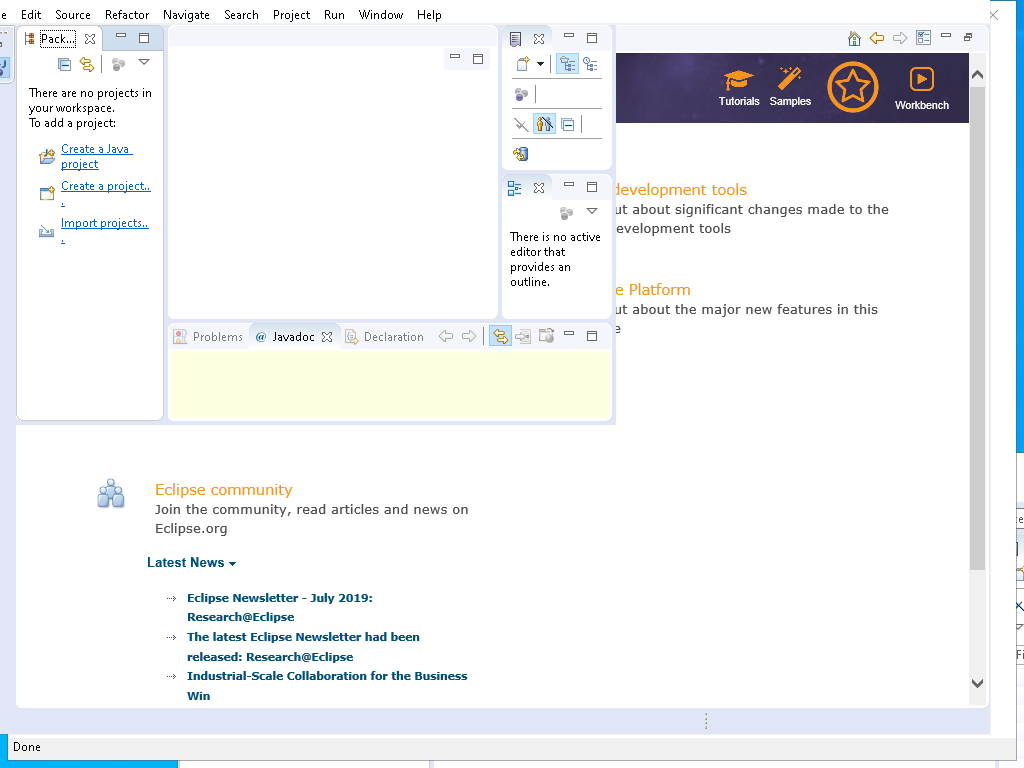 e Edit Source Refactor Navigate Search Project Run Window Help
Pack...
There are no projects in
your workspace.
To add a project:
Create a Java
project
Create a project..
.
Import projects..
.
There is no active
editor that
provides an
outline.
Problems @ Javadoc Declaration
Tutorials Samples Workbench
development tools
ut about significant changes made to the
evelopment tools
e Platform
ut about the major new features in this
e
Eclipse community
Join the community, read articles and news on
Eclipse.org
Latest News
Eclipse Newsletter - July 2019:
Research@Eclipse
The latest Eclipse Newsletter had been
released: Research@Eclipse
Industrial-Scale Collaboration for the Business
Win
Fi
Done